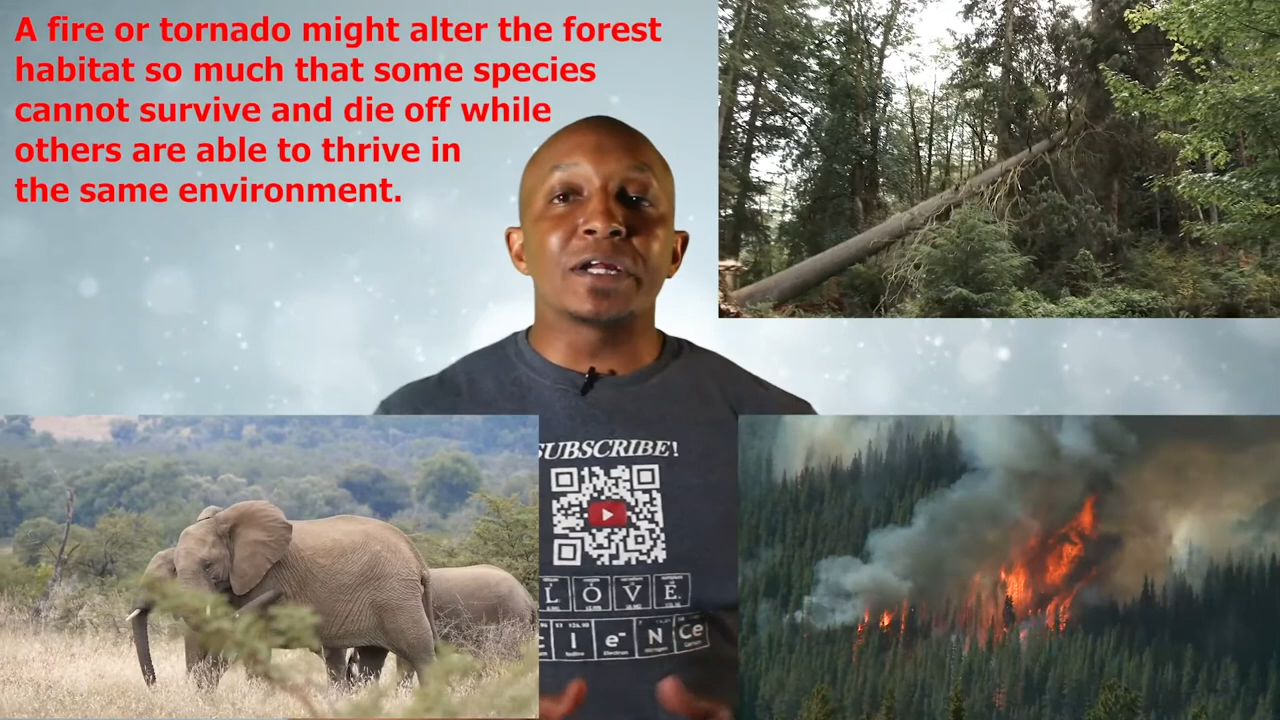 A fire or tornado might alter the forest
habitat so much that some species
cannot survive and die off while
others are able to thrive in
the same environment.
SUBSCRIBE!
L O V E
I e⁻ N Ce